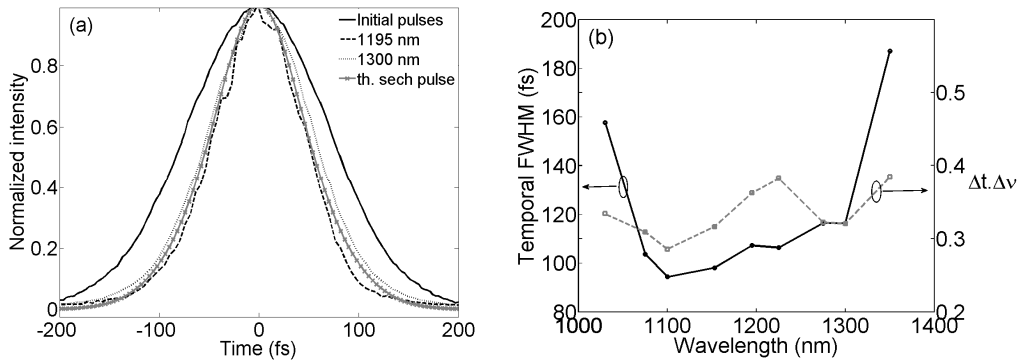 (a)
Initial pulses
1195 nm
1300 nm
th. sech pulse
Normalized intensity
0.8
0.6
0.4
0.2
0
-200
-100
0
100
200
Time (fs)
(b)
Temporal FWHM (fs)
200
180
160
140
120
100
80
0.5
0.4
0.3
0.2
Δt.Δν
1000
1100
1200
1300
1400
Wavelength (nm)